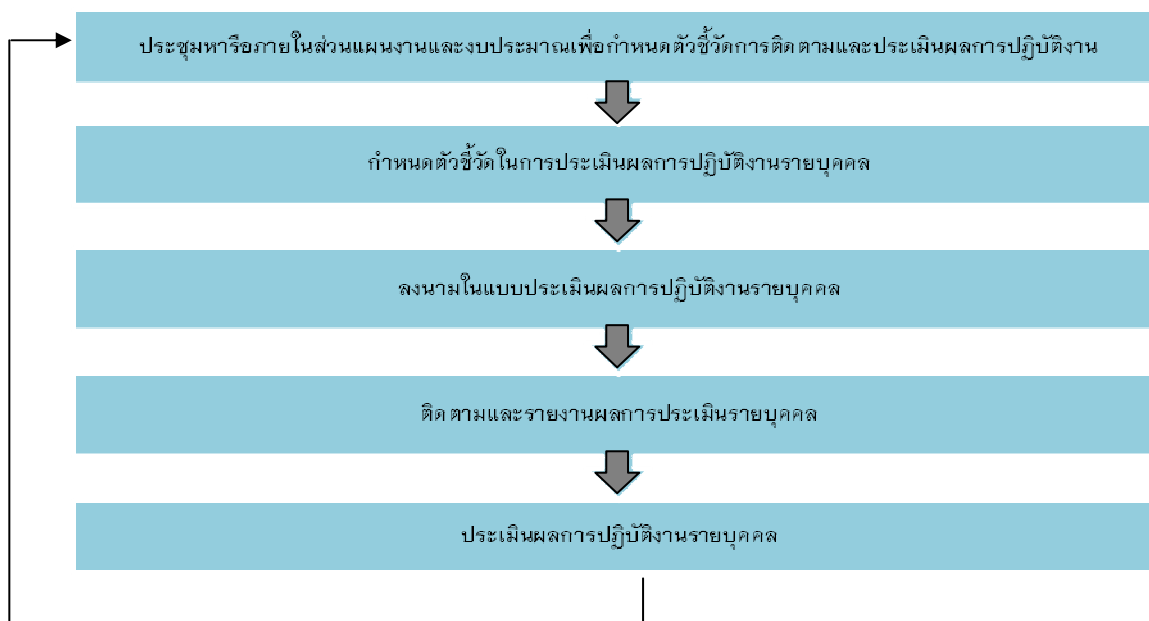 ประชุมหารือภายในส่วนแผนงานและงบประมาณเพื่อกำหนดตัวชี้วัดการติดตามและประเมินผลการปฏิบัติงาน
กำหนดตัวชี้วัดในการประเมินผลการปฏิบัติงานรายบุคคล
ลงนามในแบบประเมินผลการปฏิบัติงานรายบุคคล
ติดตามและรายงานผลการประเมินรายบุคคล
ประเมินผลการปฏิบัติงานรายบุคคล